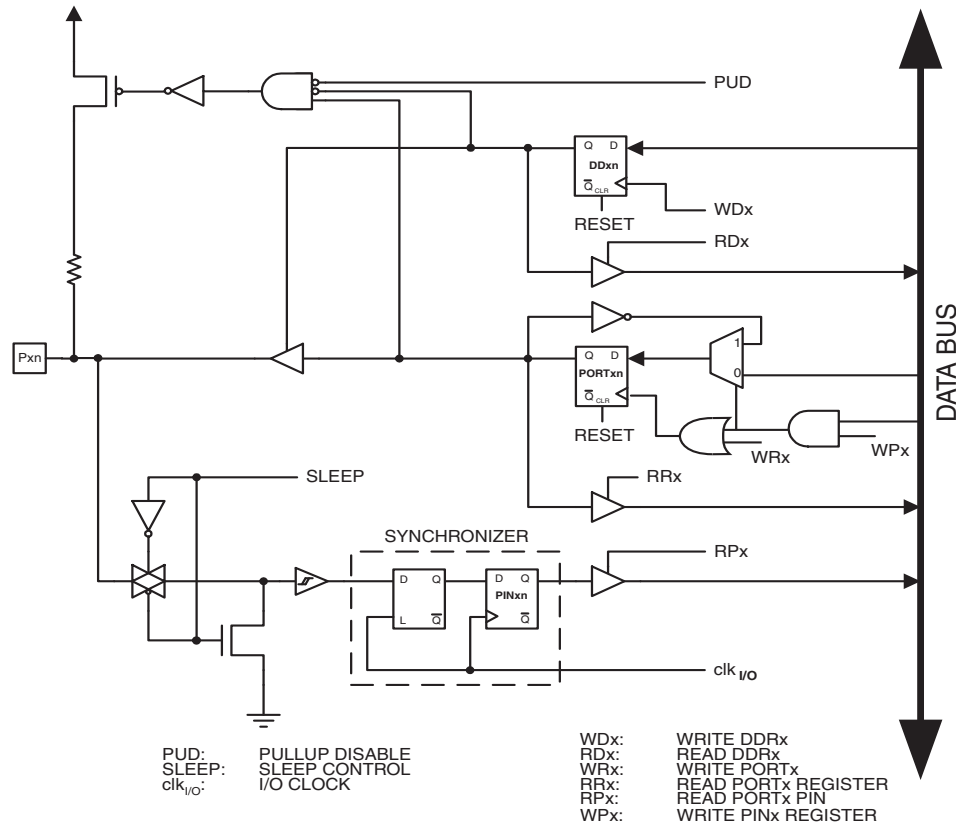 PUD
Q D
DDxn
Q CLR
WDx
RESET
RDx
DATA BUS
1
Pxn
Q D
0
PORTxn
Q CLR
RESET
WRx
WPx
SLEEP
RRx
SYNCHRONIZER
RPx
D Q
D Q
PINxn
L Q
Q
clk I/O
PUD: PULLUP DISABLE
SLEEP: SLEEP CONTROL
clkI/O: I/O CLOCK
WDx: WRITE DDRx
RDx: READ DDRx
WRx: WRITE PORTx
RRx: READ PORTx REGISTER
RPx: READ PORTx PIN
WPx: WRITE PINx REGISTER